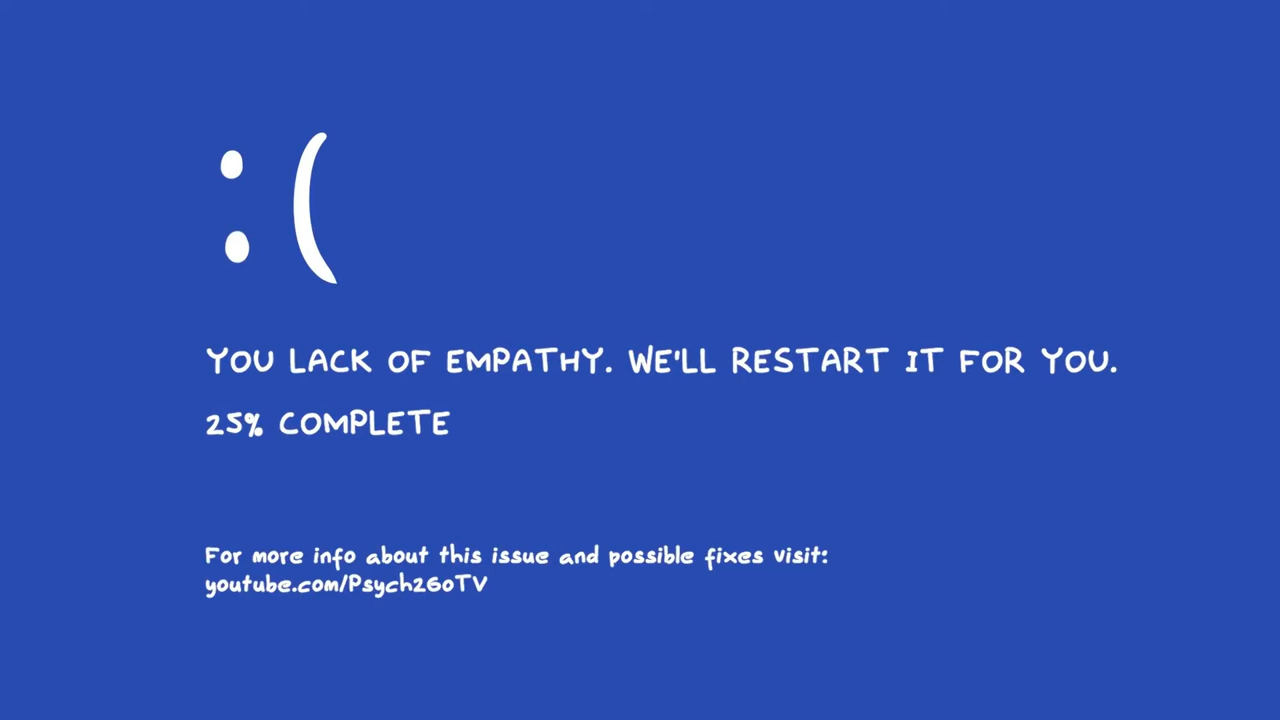 :(
YOU LACK OF EMPATHY. WE'LL RESTART IT FOR YOU.
25% COMPLETE
For more info about this issue and possible fixes visit:
youtube.com/Psych2GoTV